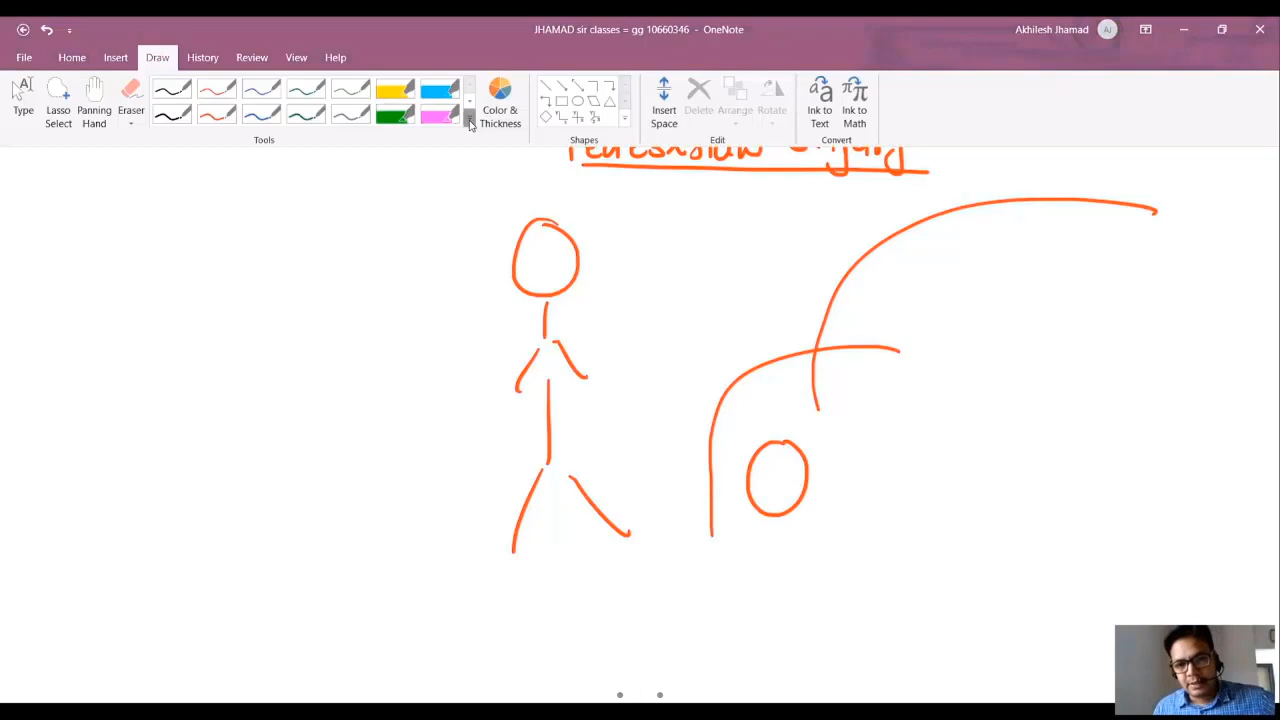 JHAMAD sir classes = gg 10660346 - OneNote
Akhilesh Jhamad
AJ
File
Home
Insert
Draw
History
Review
View
Help
Type
Lasso
Select
Panning
Hand
Eraser
Color &
Thickness
Insert
Space
Delete
Arrange
Rotate
Ink to
Text
Ink to
Math
Tools
Shapes
Edit
Convert